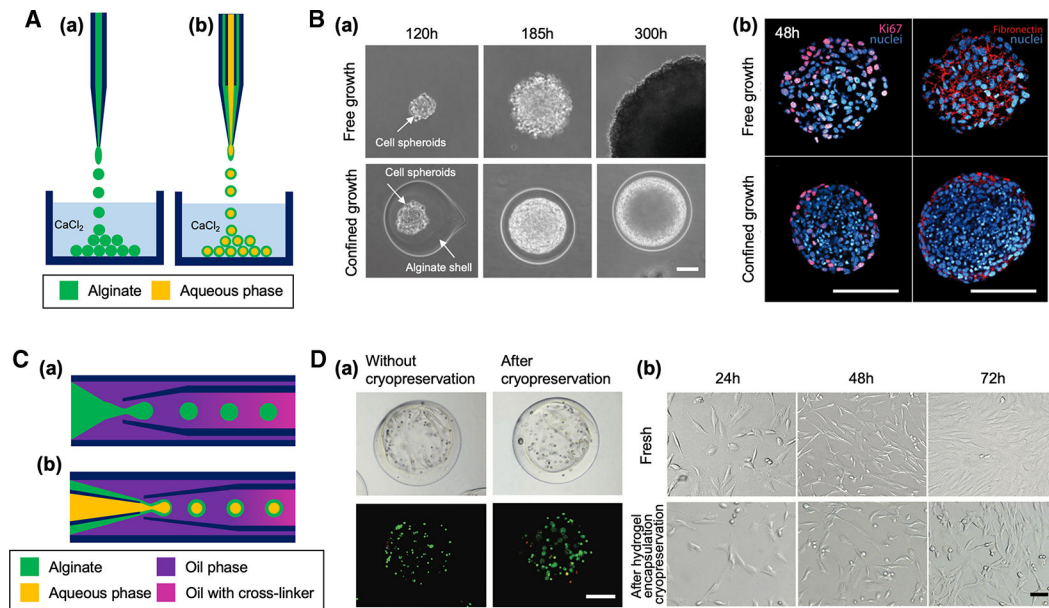 A
(a)
(b)
CaCl2
CaCl2
Alginate
Aqueous phase
B
(a)
120h
185h
300h
Free growth
Cell spheroids
Confined growth
Cell spheroids
Alginate shell
(b)
48h
Ki67
nuclei
Fibronectin
nuclei
Free growth
Confined growth
C
(a)
(b)
Alginate
Oil phase
Aqueous phase
Oil with cross-linker
D
(a)
Without
cryopreservation
After
cryopreservation
(b)
24h
48h
72h
Fresh
After hydrogel
encapsulation
cryopreservation